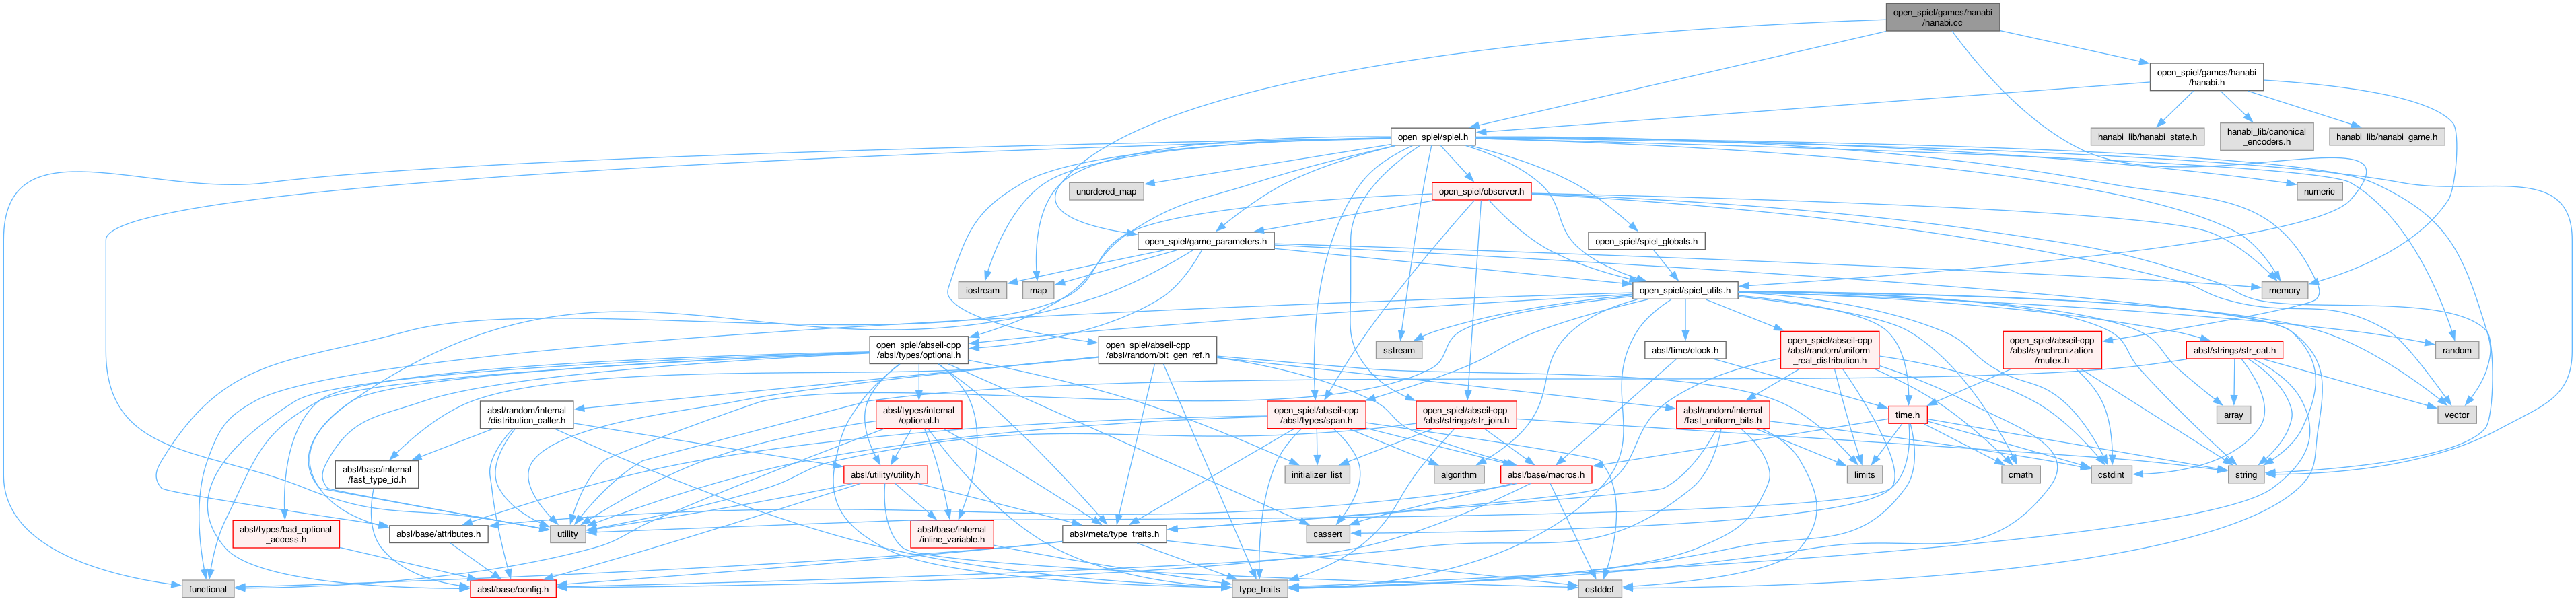 open_spiel/games/hanabi
/hanabi.cc
open_spiel/games/hanabi
/hanabi.h
open_spiel/spiel.h
hanabi_lib/hanabi_state.h
hanabi_lib/canonical
_encoders.h
hanabi_lib/hanabi_game.h
unordered_map
open_spiel/observer.h
numeric
open_spiel/game_parameters.h
open_spiel/spiel_globals.h
iostream
map
open_spiel/spiel_utils.h
memory
open_spiel/abseil-cpp
/absl/types/optional.h
open_spiel/abseil-cpp
/absl/random/bit_gen_ref.h
sstream
absl/time/clock.h
open_spiel/abseil-cpp
/absl/random/uniform
_real_distribution.h
open_spiel/abseil-cpp
/absl/synchronization
/mutex.h
absl/strings/str_cat.h
random
absl/random/internal
/distribution_caller.h
absl/types/internal
/optional.h
open_spiel/abseil-cpp
/absl/types/span.h
open_spiel/abseil-cpp
/absl/strings/str_join.h
absl/random/internal
/fast_uniform_bits.h
time.h
array
vector
absl/base/internal
/fast_type_id.h
absl/utility/utility.h
initializer_list
algorithm
absl/base/macros.h
limits
cmath
cstdint
string
absl/types/bad_optional
_access.h
absl/base/attributes.h
utility
absl/base/internal
/inline_variable.h
absl/meta/type_traits.h
cassert
functional
absl/base/config.h
type_traits
cstddef